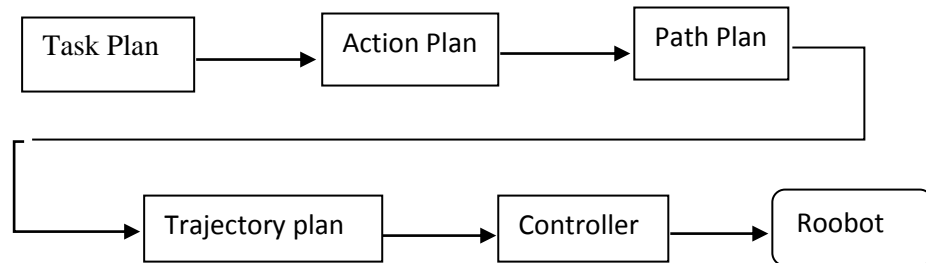 Task Plan
Action Plan
Path Plan
Trajectory plan
Controller
Roobot